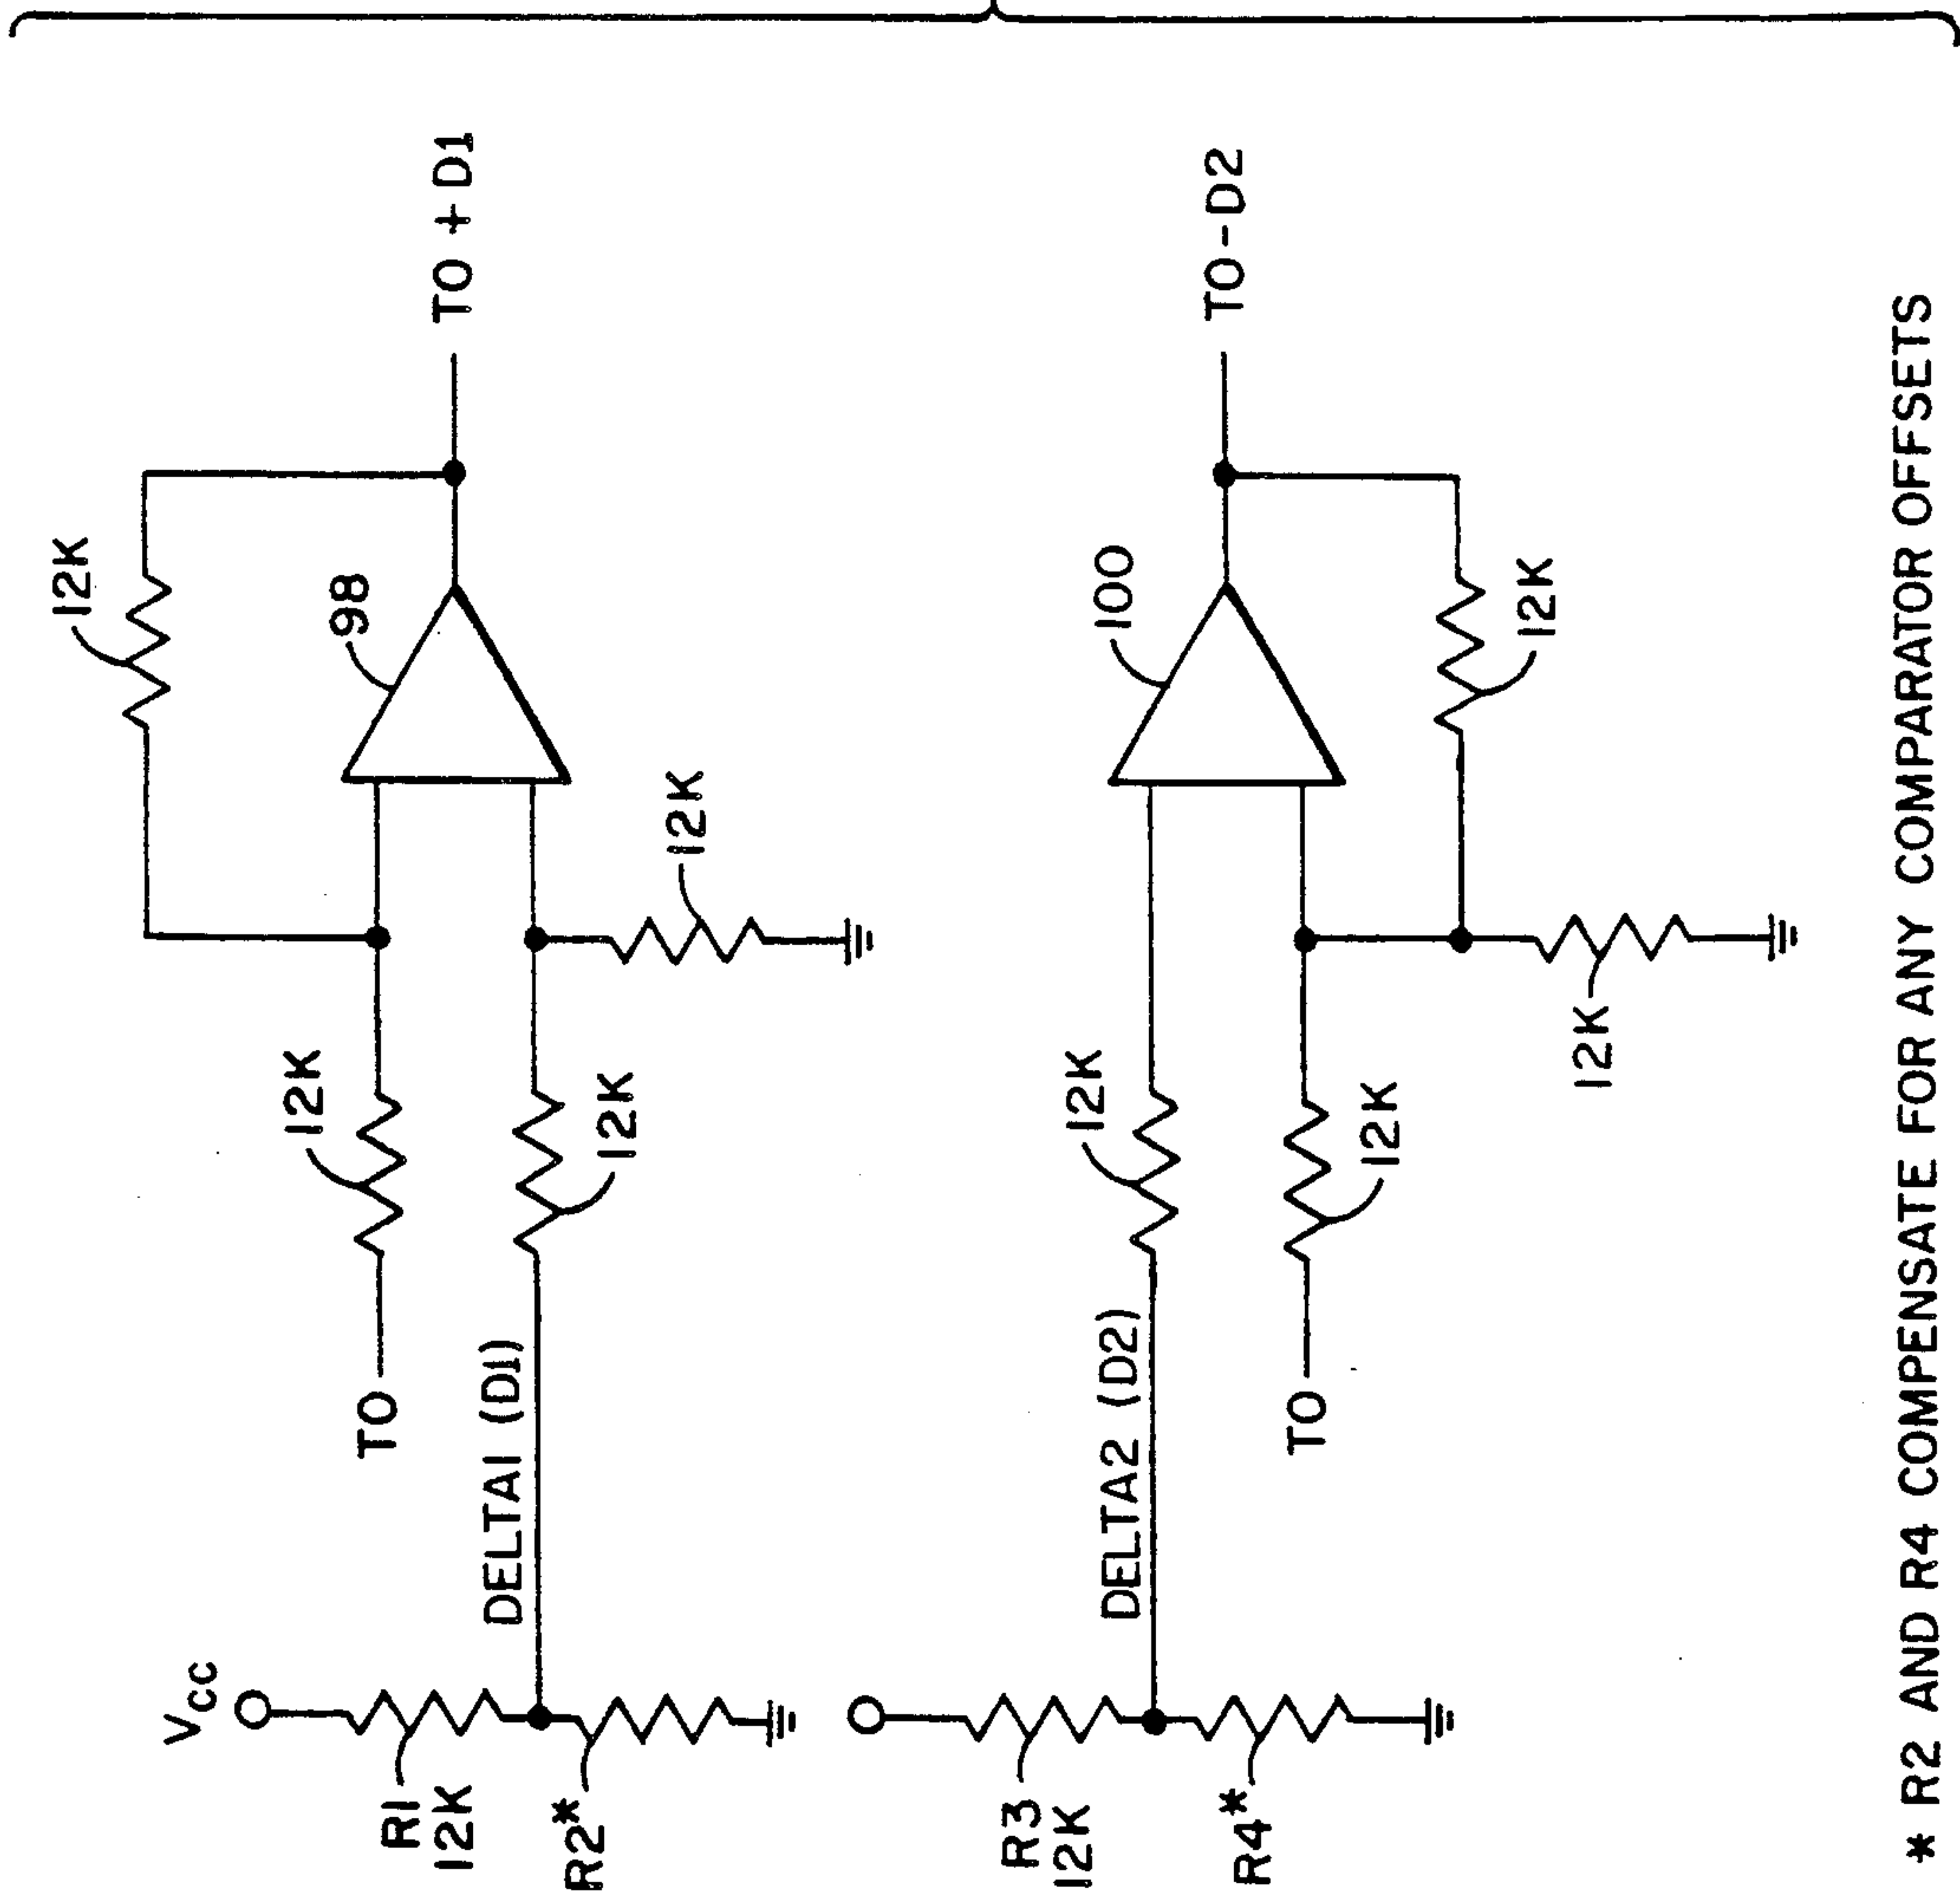 VCC
R1
12K
R2*
DELTA1 (D1)
TO
12K
12K
12K
12K
98
TO + D1
R3
12K
R4*
DELTA2 (D2)
TO
12K
12K
12K
12K
100
TO - D2
* R2 AND R4 COMPENSATE FOR ANY COMPARATOR OFFSETS